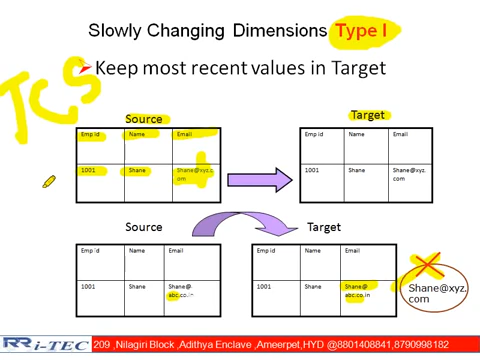 Slowly Changing Dimensions Type I
Keep most recent values in Target
TCS
Source
Target
Emp id Name Email
1001 Shane Shane@xyz.c
om
Emp id Name Email
1001 Shane Shane@xyz.
com
Source
Target
Emp id Name Email
1001 Shane Shane@
abc.co.in
Emp id Name Email
1001 Shane Shane@
abc.co.in
Shane@xyz.
com
RR i-TEC 209 ,Nilagiri Block ,Adithya Enclave ,Ameerpet,HYD @8801408841,8790998182